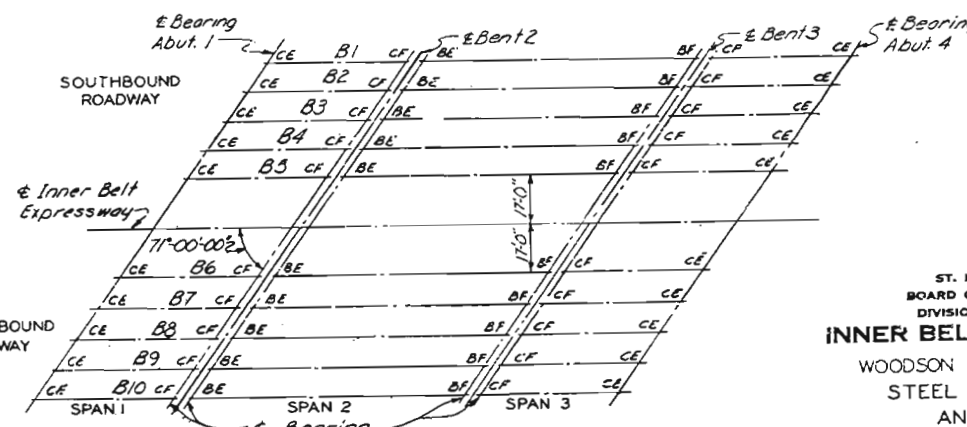 ℄ Bearing
Abut. 1
℄ Bent 2
℄ Bent 3
℄ Bearing
Abut. 4
SOUTHBOUND
ROADWAY
CE B1 CF BE BF CF CE
CE B2 CF BE BF CF CE
CE B3 CF BE BF CF CE
CE B4 CF BE BF CF CE
CE B5 CF BE BF CF CE
℄ Inner Belt
Expressway
17'-0"
17'-0"
71°-00'-00½"
CE B6 CF BE BF CF CE
CE B7 CF BE BF CF CE
CE B8 CF BE BF CF CE
CE B9 CF BE BF CF CE
CE B10 CF BE BF CF CE
BOUND
WAY
SPAN 1 SPAN 2 SPAN 3
℄ Bearing
ST.
BOARD
DIVISIO
INNER BEL
WOODSON
STEEL
AN